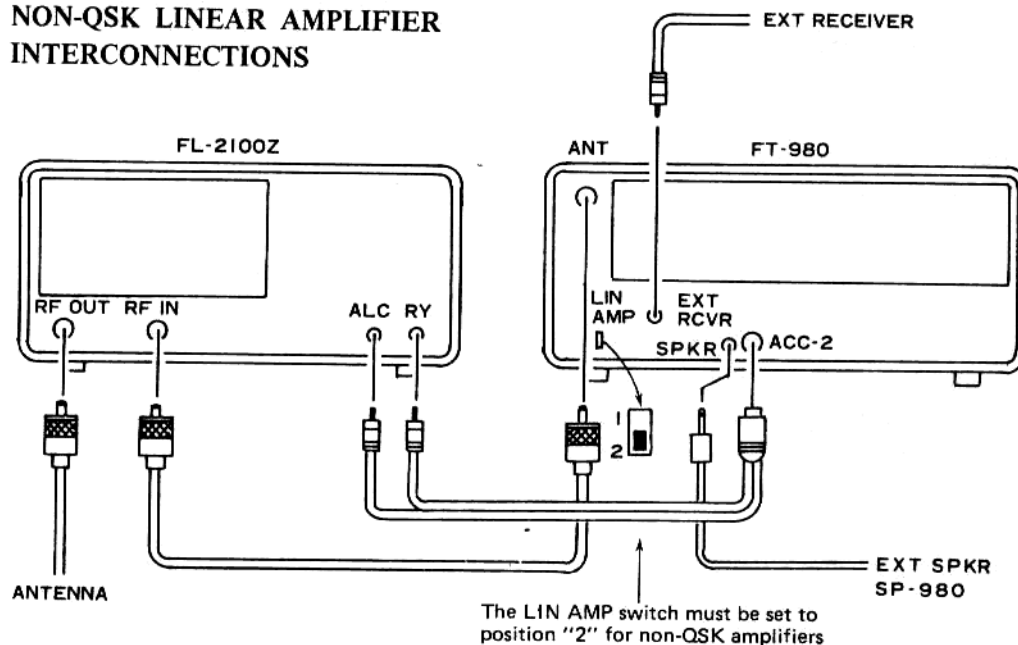 NON-QSK LINEAR AMPLIFIER
INTERCONNECTIONS
EXT RECEIVER
FL-2100Z
ANT
FT-980
RF OUT
RF IN
ALC
RY
LIN
AMP
EXT
RCVR
SPKR
ACC-2
1
2
ANTENNA
EXT SPKR
SP-980
The LIN AMP switch must be set to
position "2" for non-QSK amplifiers